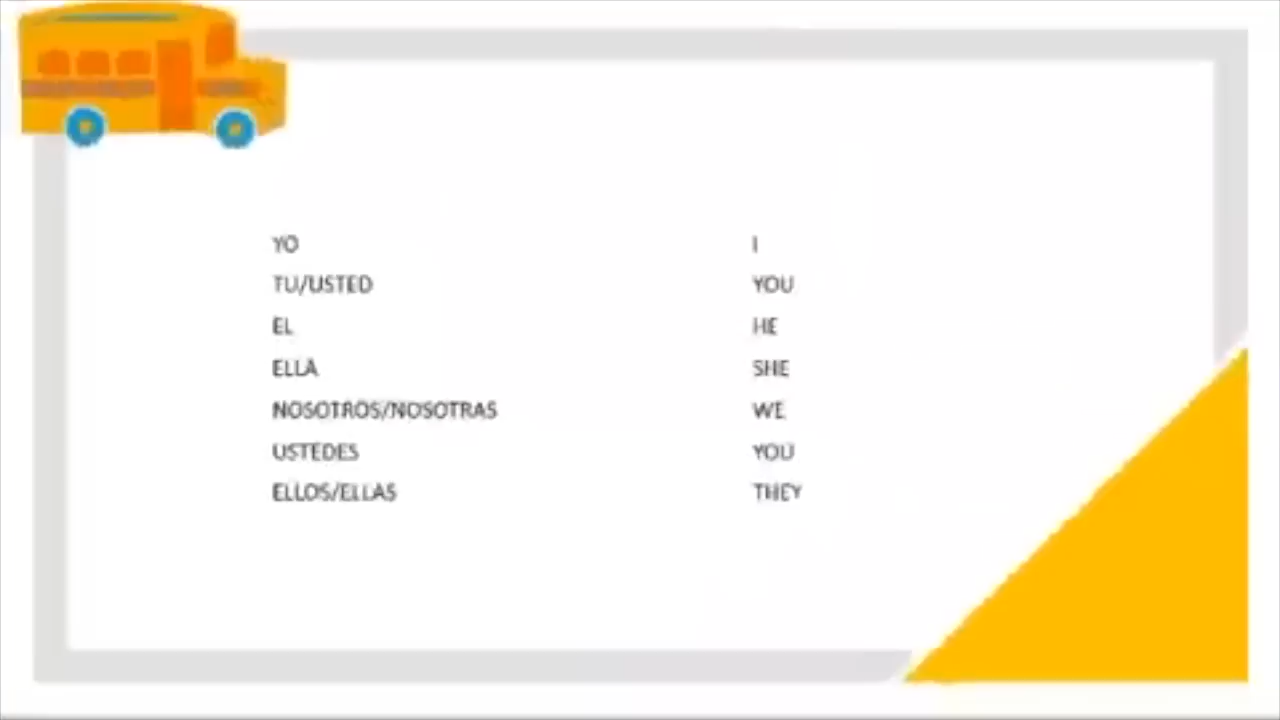 YO I
TU/USTED YOU
EL HE
ELLA SHE
NOSOTROS/NOSOTRAS WE
USTEDES YOU
ELLOS/ELLAS THEY